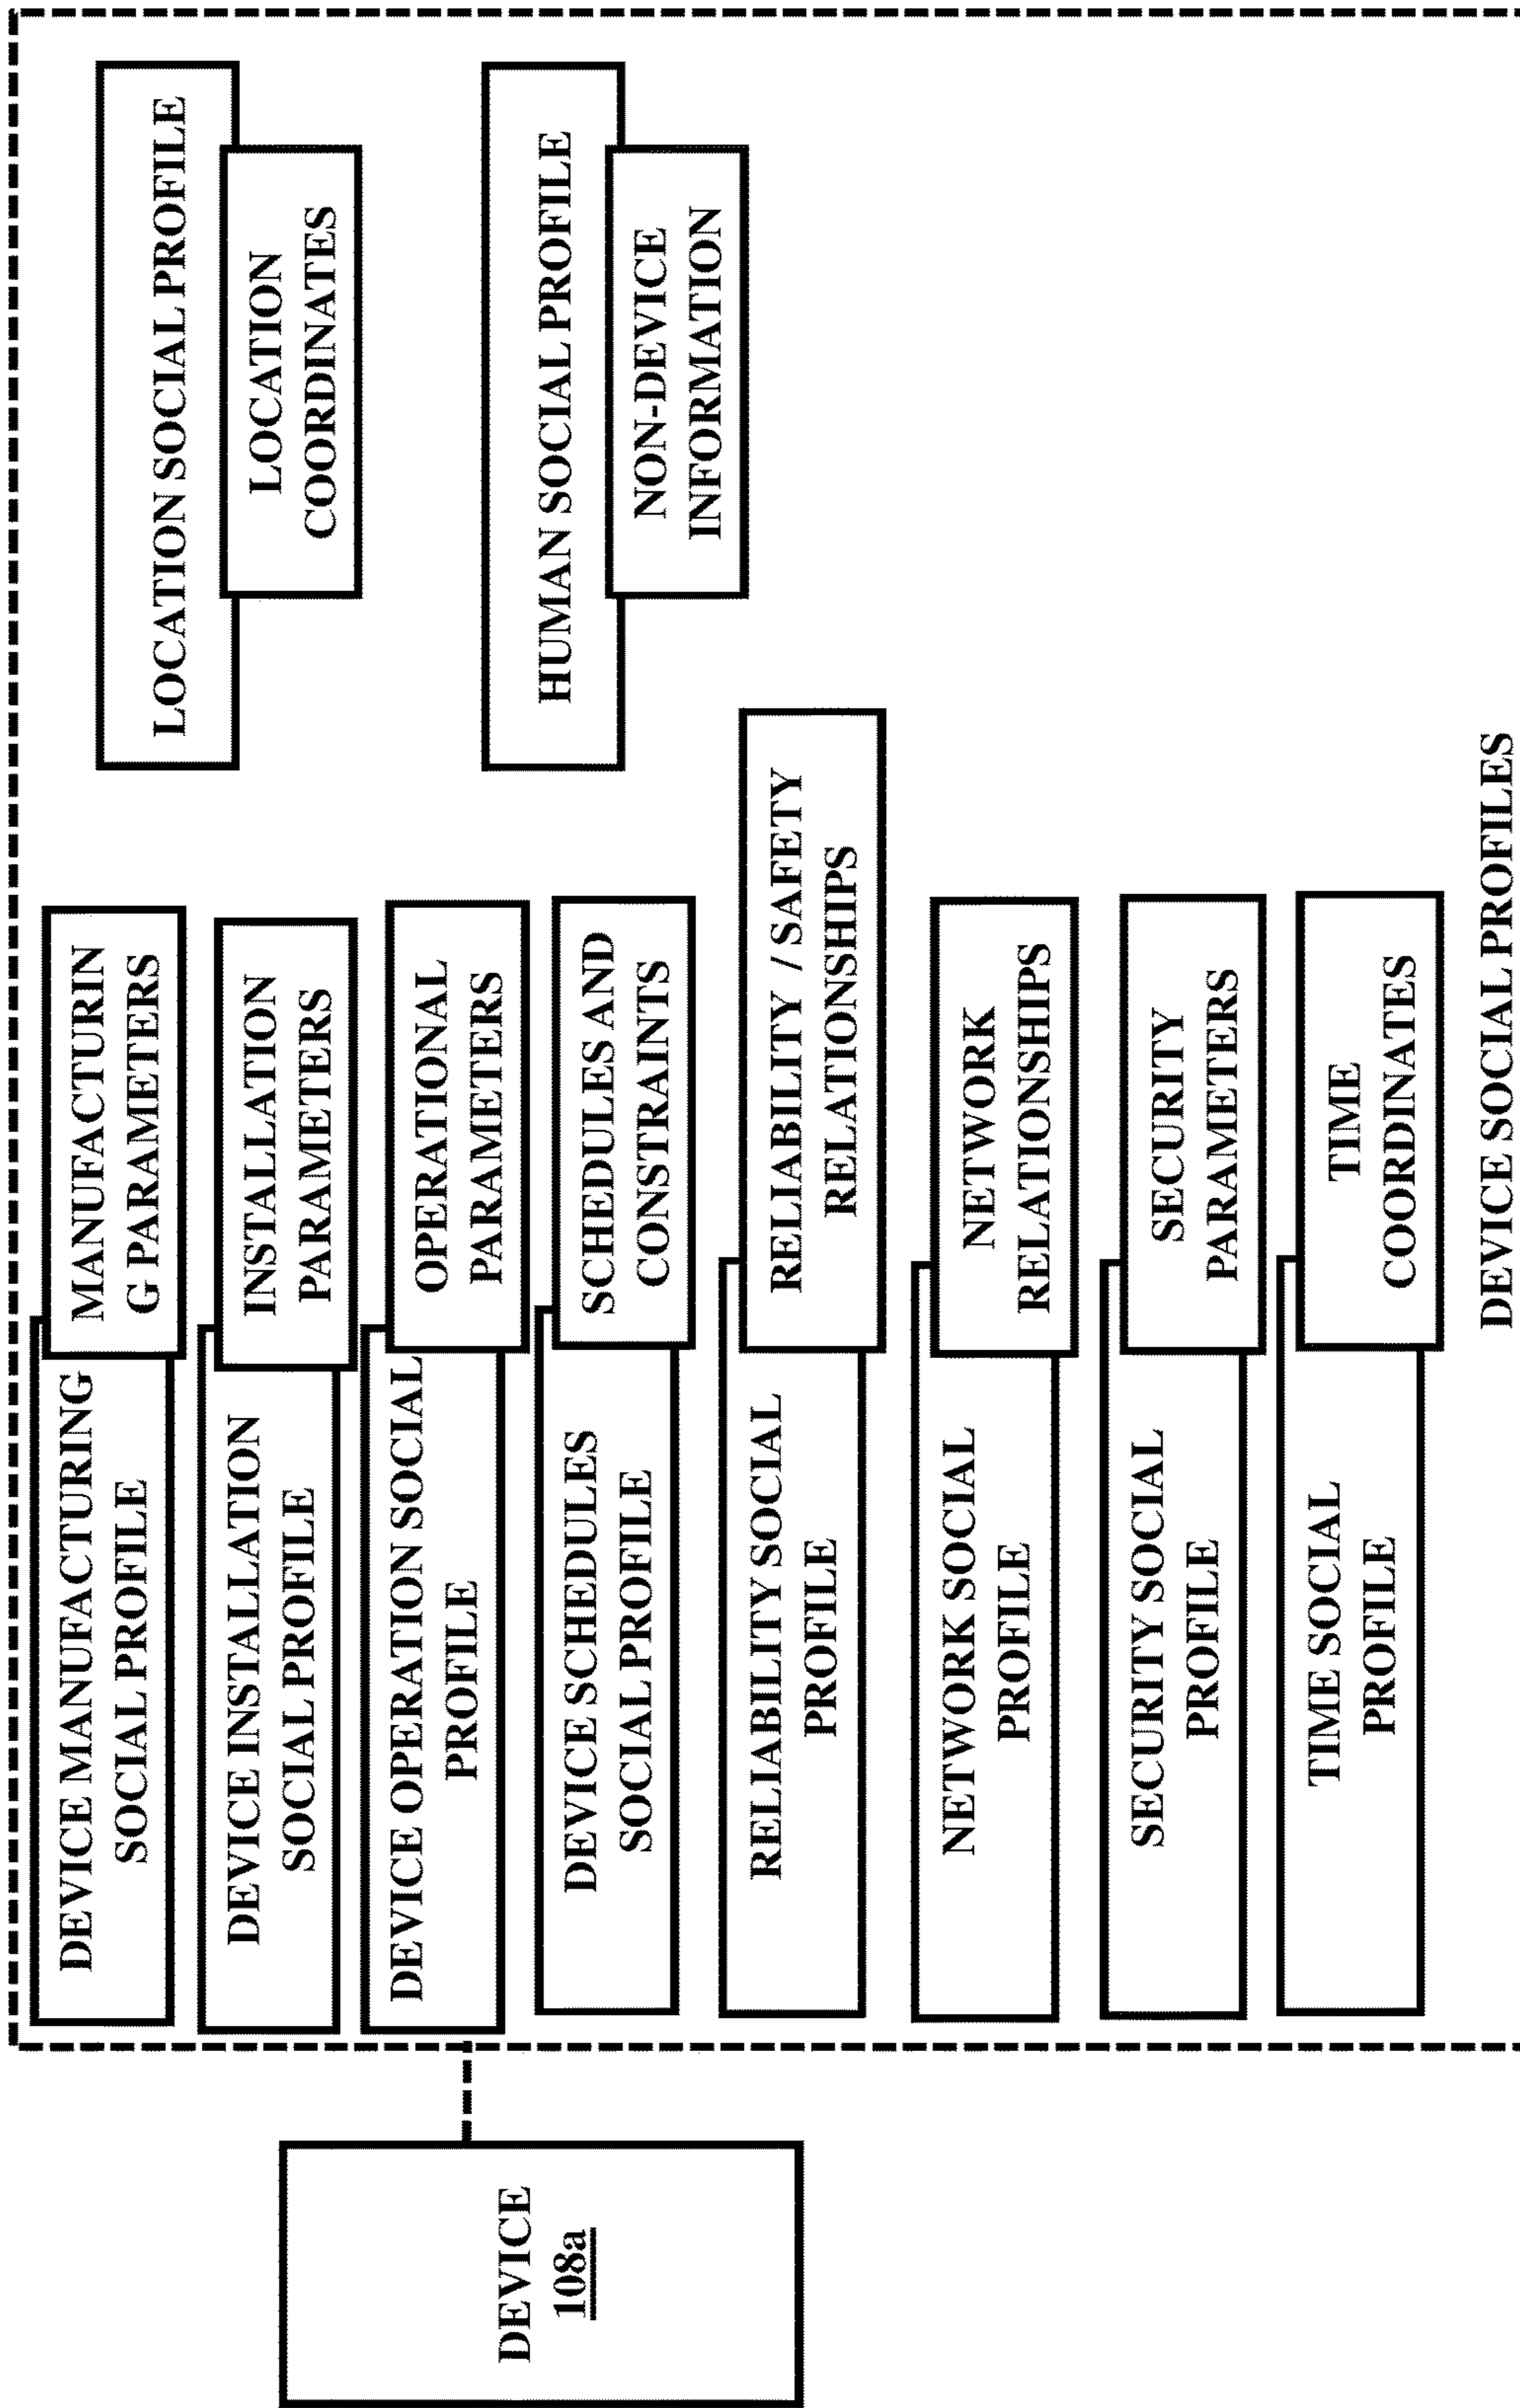 DEVICE
108a
DEVICE MANUFACTURING
SOCIAL PROFILE
MANUFACTURIN
G PARAMETERS
DEVICE INSTALLATION
SOCIAL PROFILE
INSTALLATION
PARAMETERS
DEVICE OPERATION SOCIAL
PROFILE
OPERATIONAL
PARAMETERS
DEVICE SCHEDULES
SOCIAL PROFILE
SCHEDULES AND
CONSTRAINTS
RELIABILITY SOCIAL
PROFILE
RELIABILITY / SAFETY
RELATIONSHIPS
NETWORK SOCIAL
PROFILE
NETWORK
RELATIONSHIPS
SECURITY SOCIAL
PROFILE
SECURITY
PARAMETERS
TIME SOCIAL
PROFILE
TIME
COORDINATES
LOCATION SOCIAL PROFILE
LOCATION
COORDINATES
HUMAN SOCIAL PROFILE
NON-DEVICE
INFORMATION
DEVICE SOCIAL PROFILES